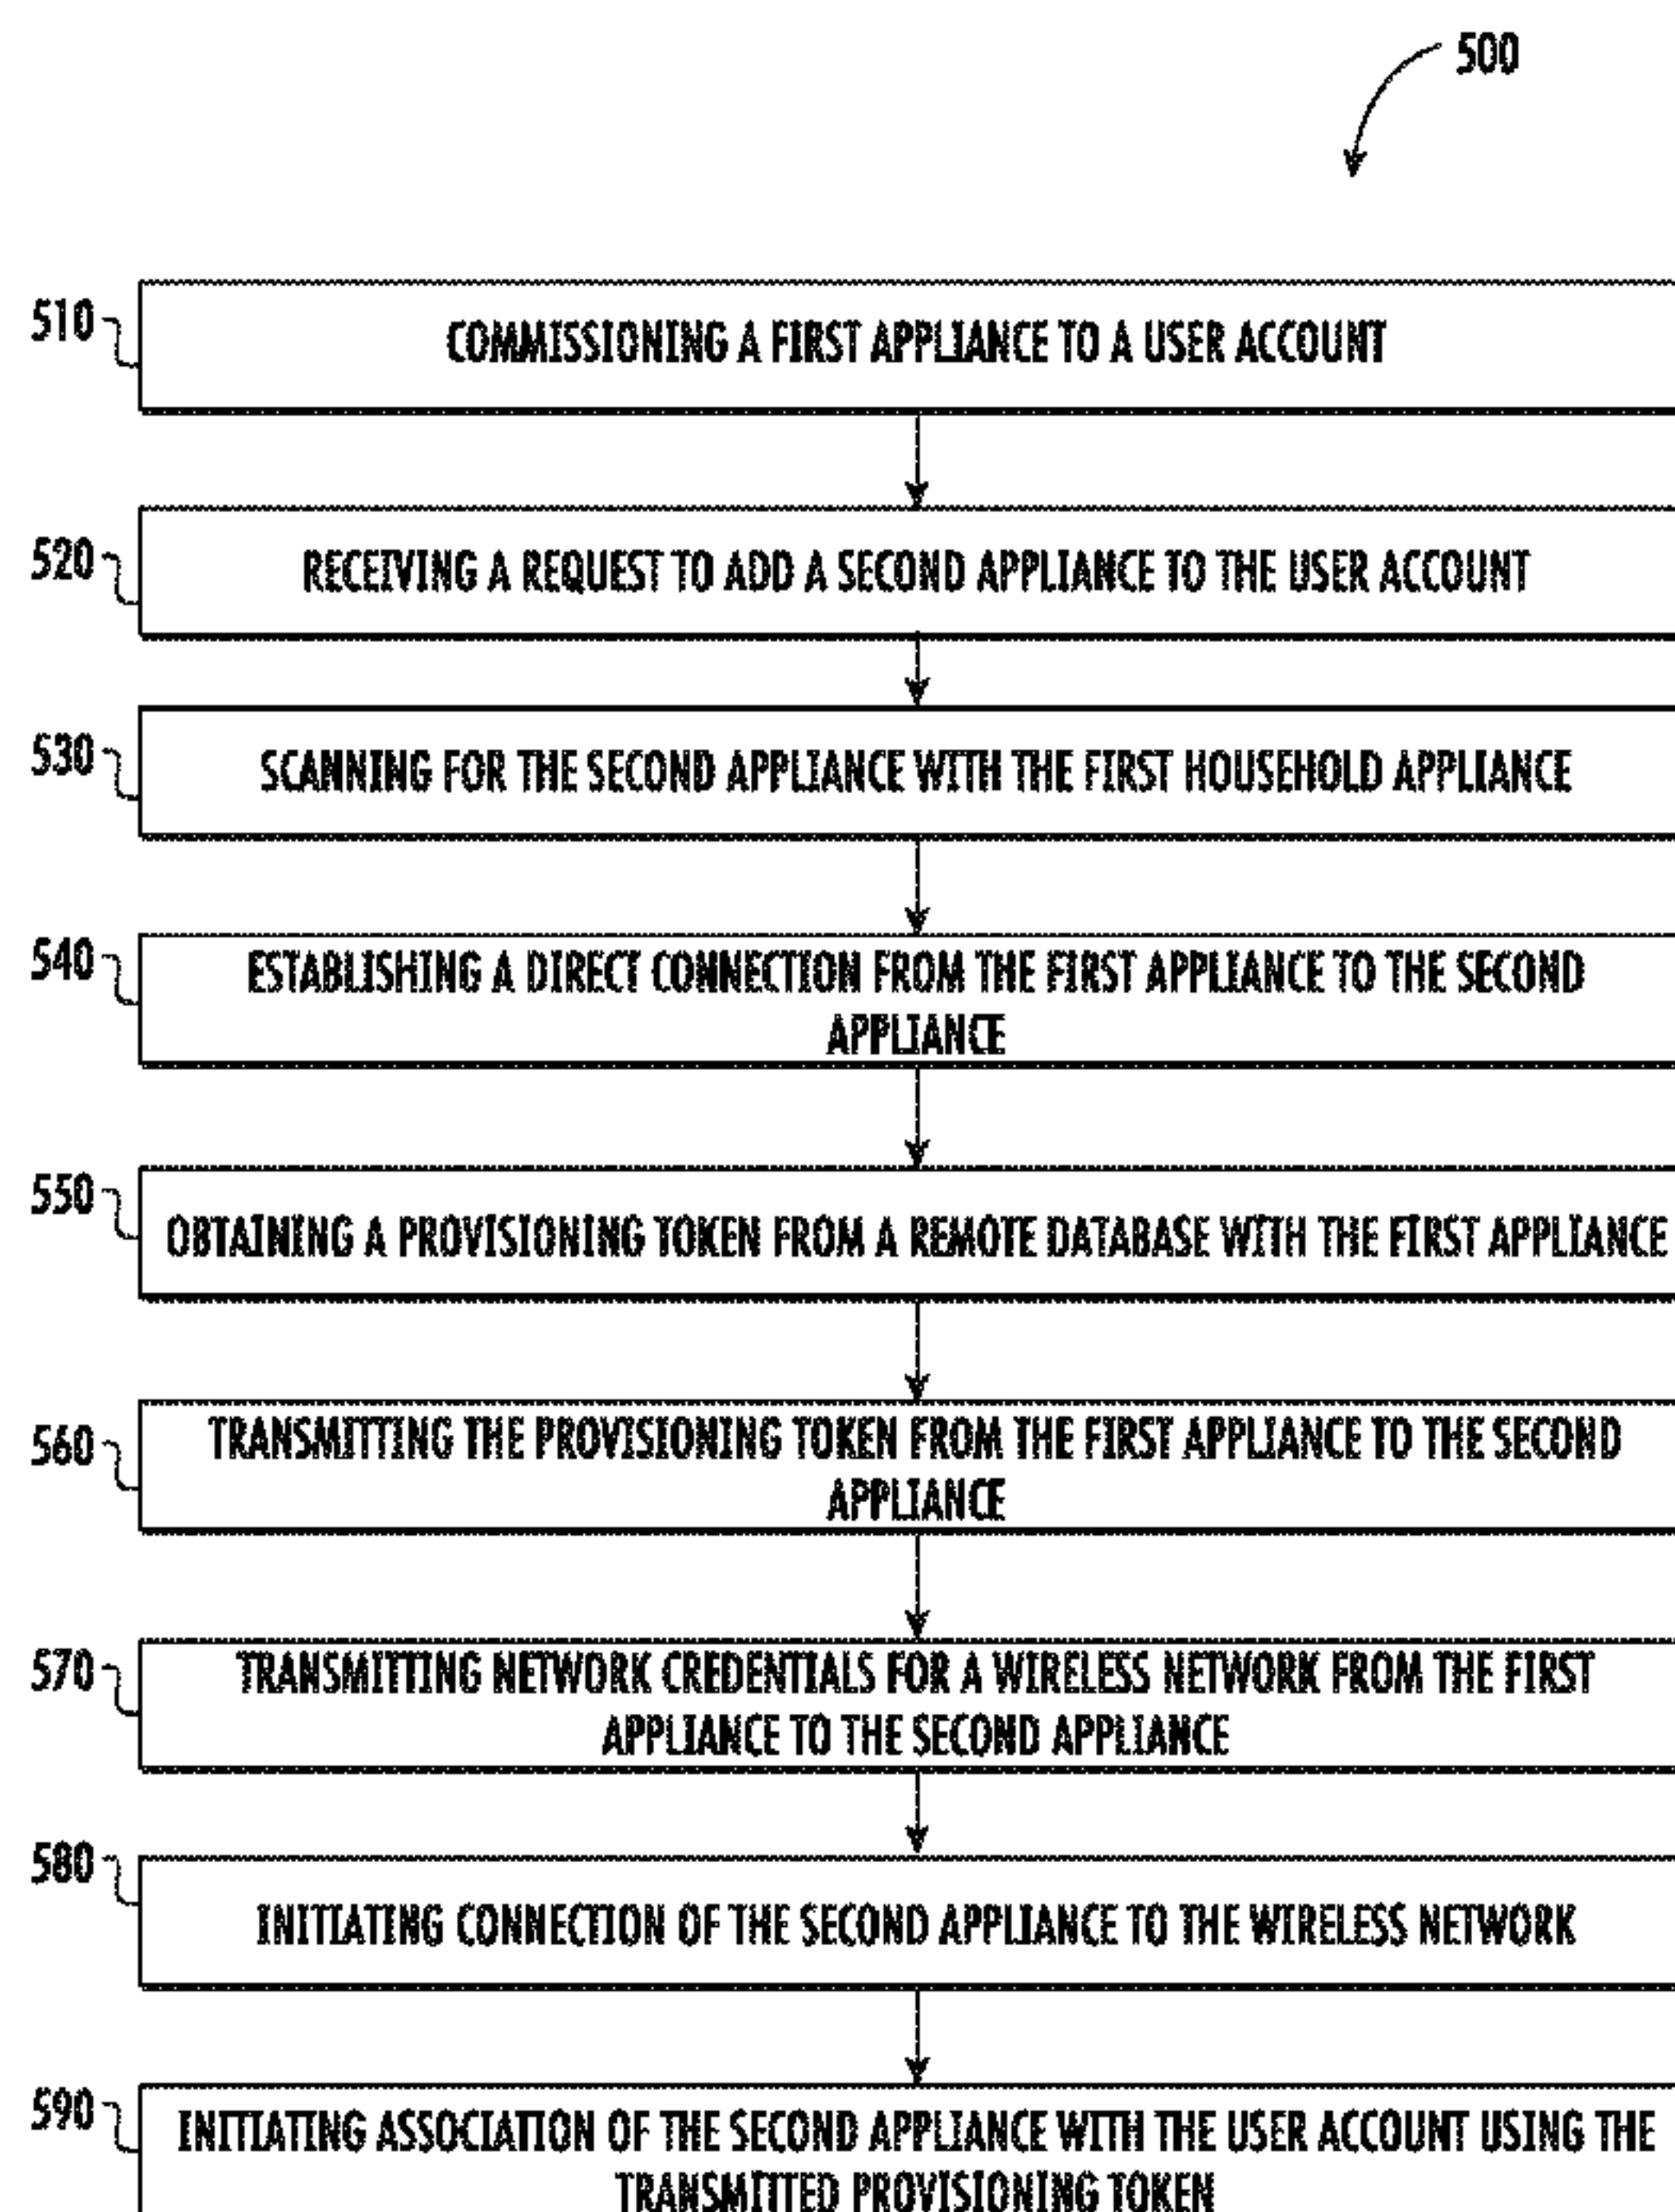 500
510
COMMISSIONING A FIRST APPLIANCE TO A USER ACCOUNT
520
RECEIVING A REQUEST TO ADD A SECOND APPLIANCE TO THE USER ACCOUNT
530
SCANNING FOR THE SECOND APPLIANCE WITH THE FIRST HOUSEHOLD APPLIANCE
540
ESTABLISHING A DIRECT CONNECTION FROM THE FIRST APPLIANCE TO THE SECOND
APPLIANCE
550
OBTAINING A PROVISIONING TOKEN FROM A REMOTE DATABASE WITH THE FIRST APPLIANCE
560
TRANSMITTING THE PROVISIONING TOKEN FROM THE FIRST APPLIANCE TO THE SECOND
APPLIANCE
570
TRANSMITTING NETWORK CREDENTIALS FOR A WIRELESS NETWORK FROM THE FIRST
APPLIANCE TO THE SECOND APPLIANCE
580
INITIATING CONNECTION OF THE SECOND APPLIANCE TO THE WIRELESS NETWORK
590
INITIATING ASSOCIATION OF THE SECOND APPLIANCE WITH THE USER ACCOUNT USING THE
TRANSMITTED PROVISIONING TOKEN